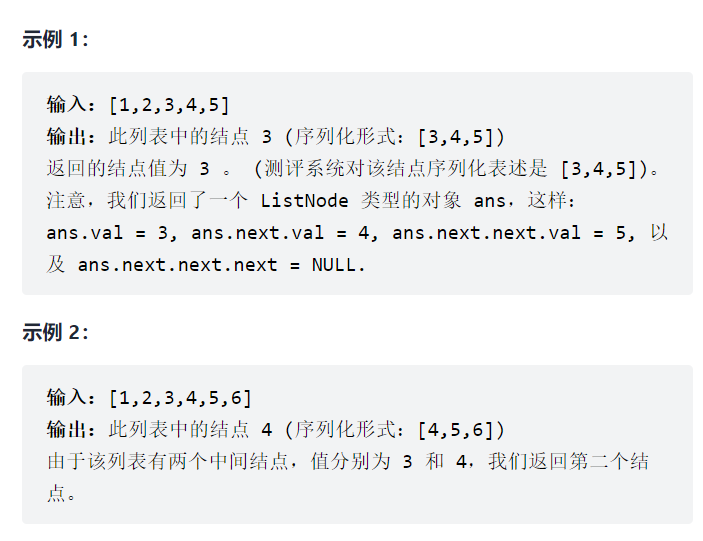 示例 1：
输入：[1,2,3,4,5]
输出：此列表中的结点 3 (序列化形式：[3,4,5])
返回的结点值为 3 。 (测评系统对该结点序列化表述是 [3,4,5])。
注意，我们返回了一个 ListNode 类型的对象 ans，这样：
ans.val = 3, ans.next.val = 4, ans.next.next.val = 5, 以
及 ans.next.next.next = NULL.
示例 2：
输入：[1,2,3,4,5,6]
输出：此列表中的结点 4 (序列化形式：[4,5,6])
由于该列表有两个中间结点，值分别为 3 和 4，我们返回第二个结
点。